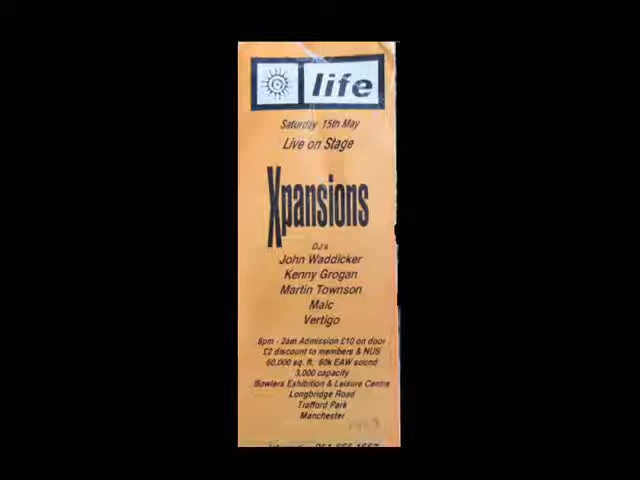 life
Saturday 15th May
Live on Stage
Xpansions
DJ's
John Waddicker
Kenny Grogan
Martin Townson
Malc
Vertigo
8pm - 2am Admission £10 on door
£2 discount to members & NUS
60,000 sq. ft. 60k EAW sound
3,000 capacity
Bowlers Exhibition & Leisure Centre
Longbridge Road
Trafford Park
Manchester